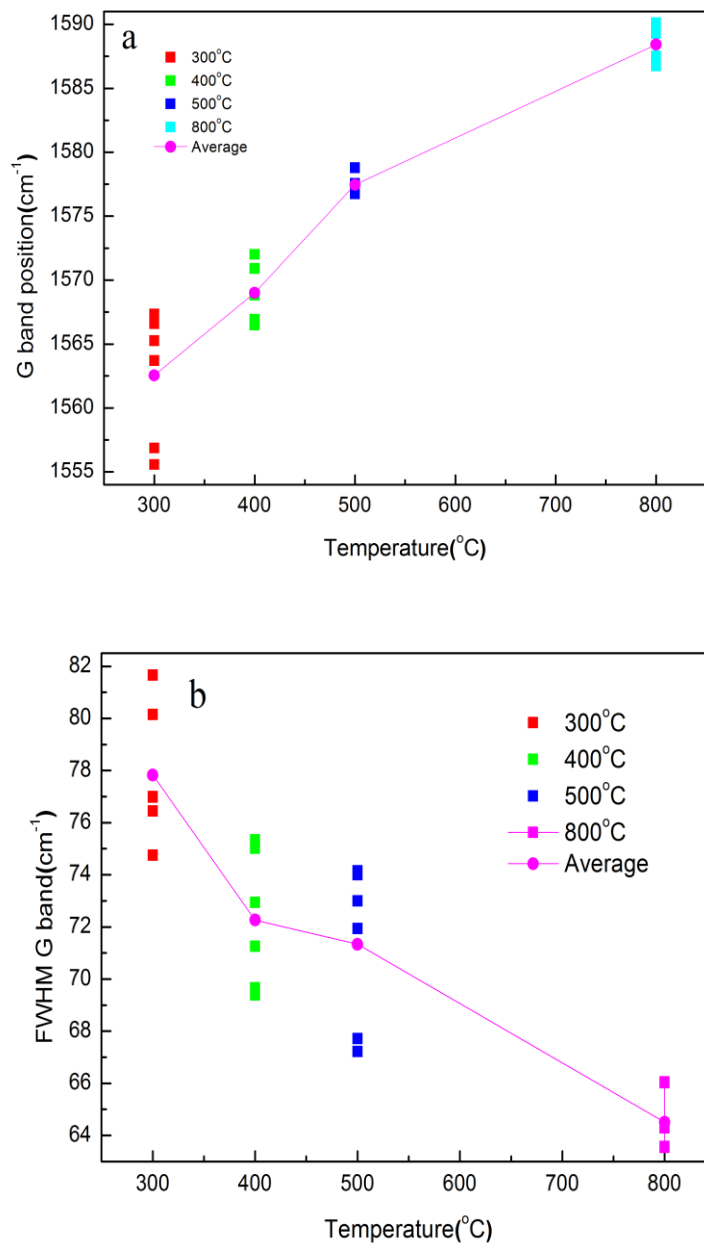 a
300°C
400°C
500°C
800°C
Average
1590
1585
1580
1575
1570
1565
1560
1555
G band position(cm⁻¹)
300 400 500 600 700 800
Temperature(°C)
b
300°C
400°C
500°C
800°C
Average
82
80
78
76
74
72
70
68
66
64
FWHM G band(cm⁻¹)
300 400 500 600 700 800
Temperature(°C)